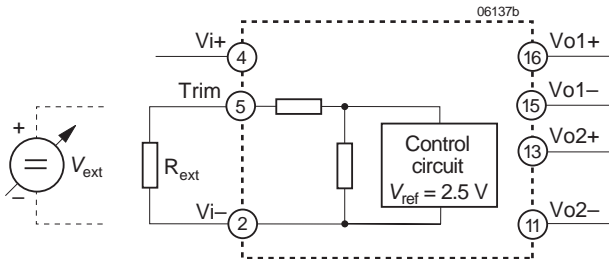 06137b
Vi+
4
16
Vo1+
Trim
5
15
Vo1–
+
Vext
–
Rext
Control
circuit
Vref = 2.5 V
13
Vo2+
Vi–
2
11
Vo2–